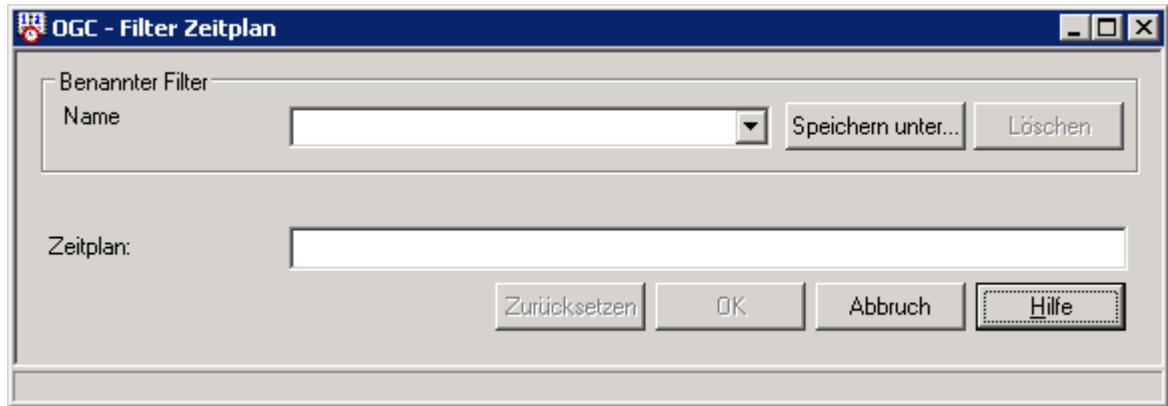 OGC - Filter Zeitplan
Benannter Filter
Name
Speichern unter...
Löschen
Zeitplan:
Zurücksetzen
OK
Abbruch
Hilfe